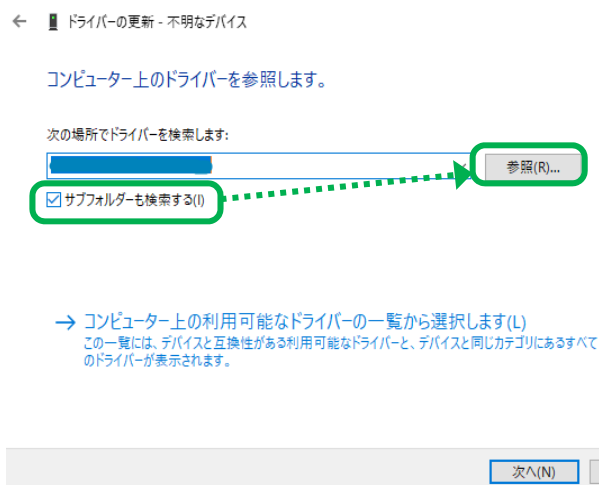 ドライバーの更新 - 不明なデバイス
コンピューター上のドライバーを参照します。
次の場所でドライバーを検索します:
参照(R)...
サブフォルダーも検索する(I)
→ コンピューター上の利用可能なドライバーの一覧から選択します(L)
この一覧には、デバイスと互換性がある利用可能なドライバーと、デバイスと同じカテゴリにあるすべて
のドライバーが表示されます。
次へ(N)